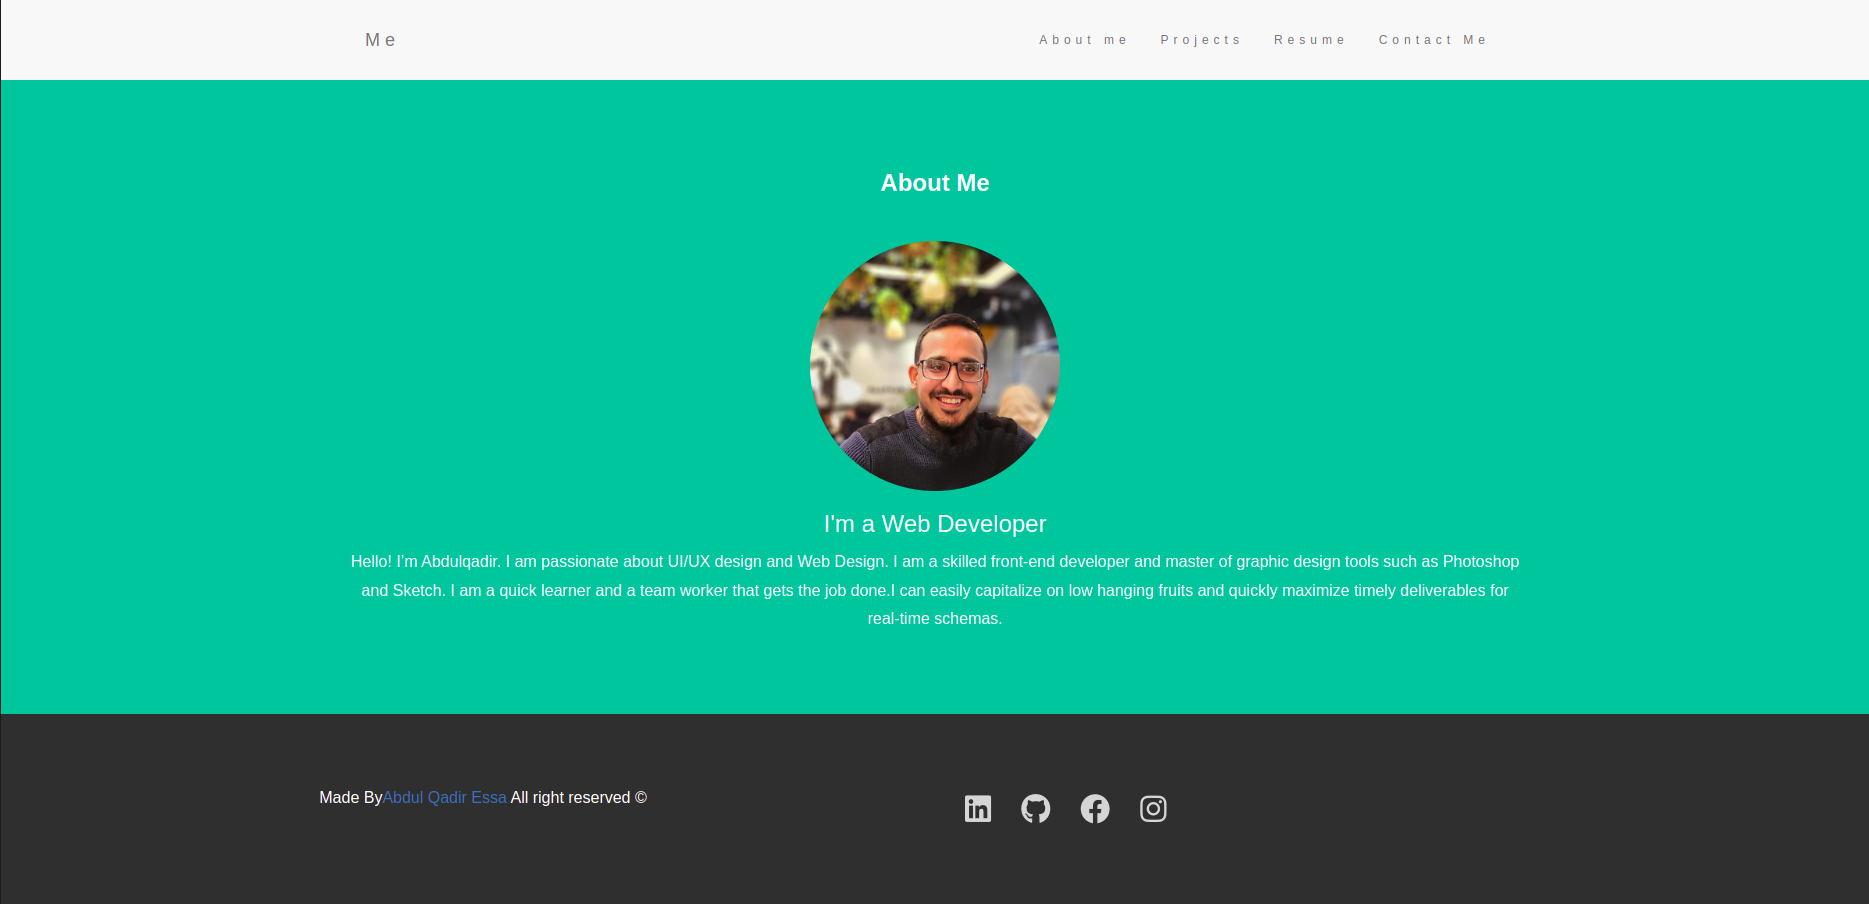 Me
About me Projects Resume Contact Me
About Me
I'm a Web Developer
Hello! I’m Abdulqadir. I am passionate about UI/UX design and Web Design. I am a skilled front-end developer and master of graphic design tools such as Photoshop
and Sketch. I am a quick learner and a team worker that gets the job done.I can easily capitalize on low hanging fruits and quickly maximize timely deliverables for
real-time schemas.
Made ByAbdul Qadir Essa All right reserved ©